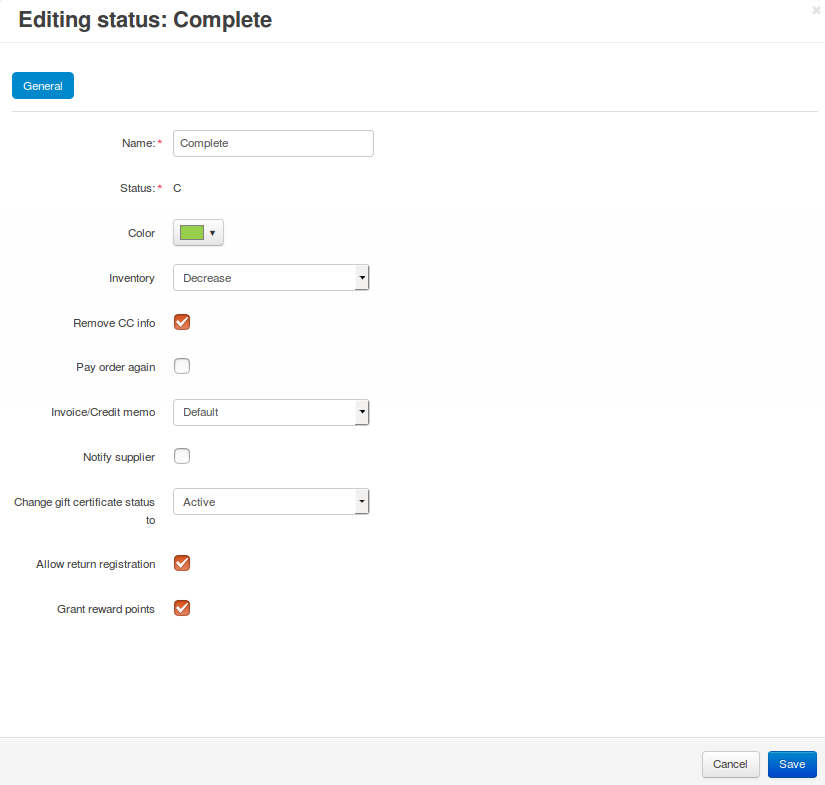 Editing status: Complete
General
Name:* Complete
Status:* C
Color
Inventory Decrease
Remove CC info
Pay order again
Invoice/Credit memo Default
Notify supplier
Change gift certificate status Active
to
Allow return registration
Grant reward points
Cancel Save